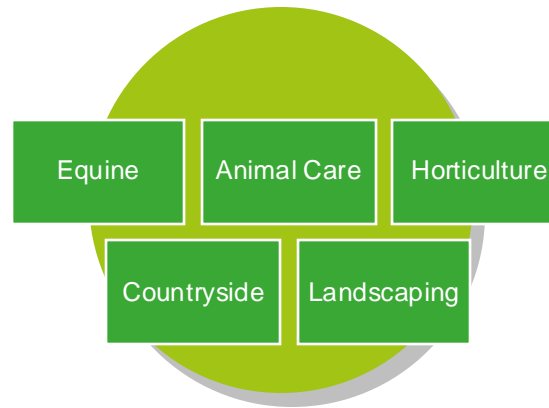 Equine
Animal Care
Horticulture
Countryside
Landscaping